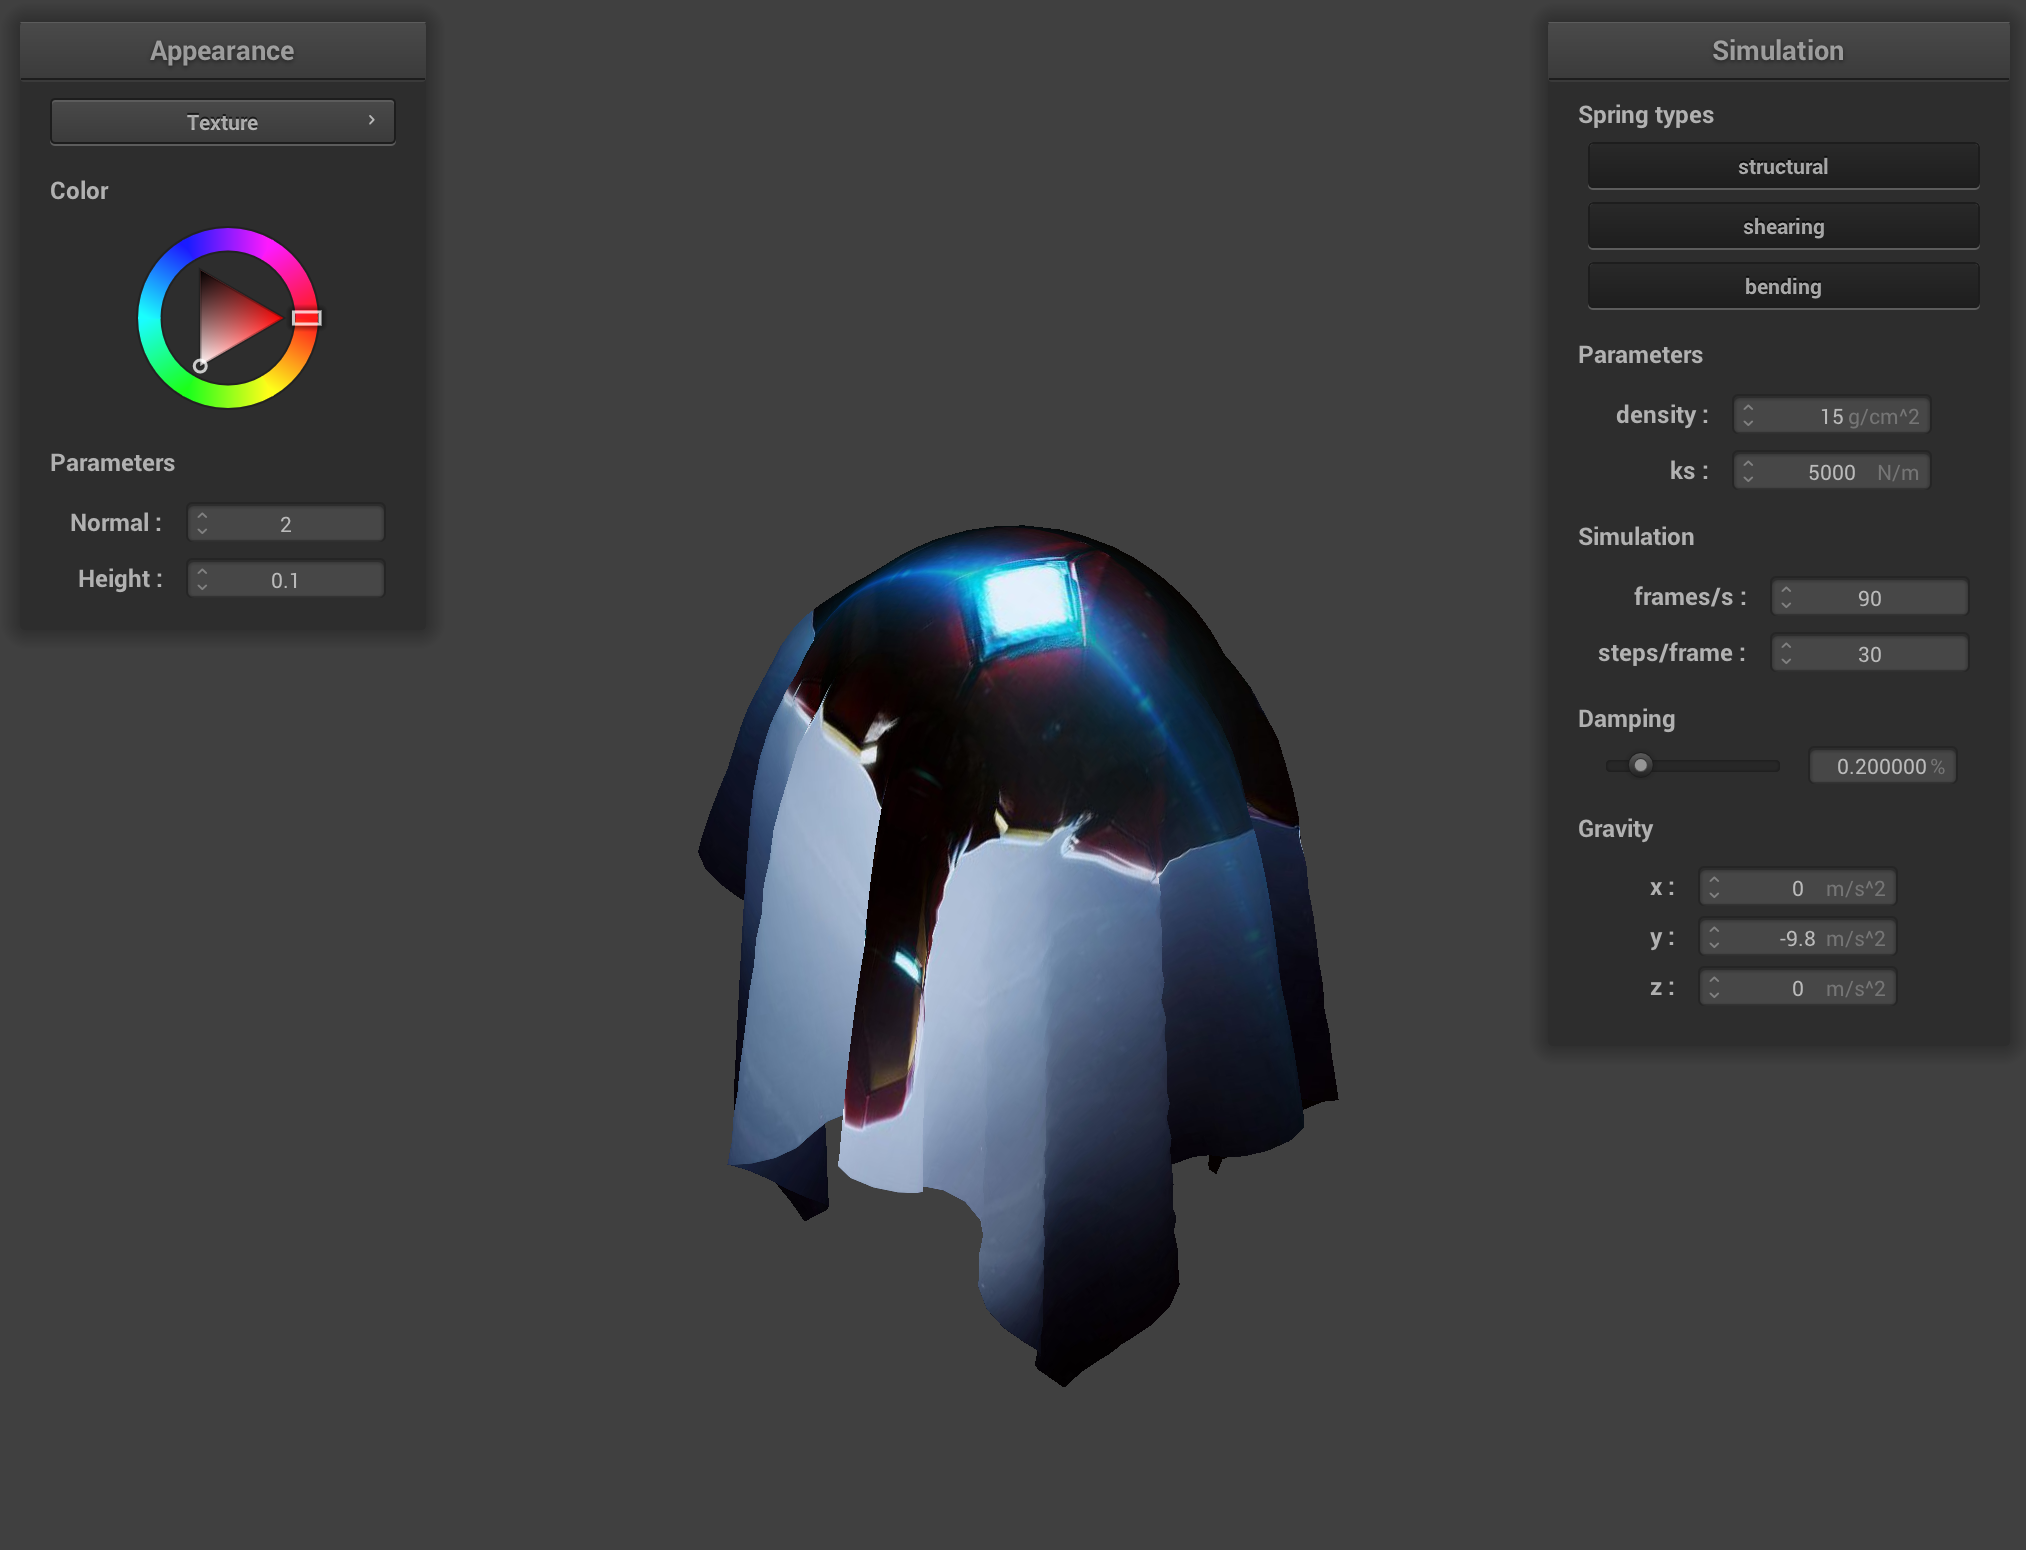 Appearance
Texture ›
Color
Parameters
Normal : 2
Height : 0.1
Simulation
Spring types
structural
shearing
bending
Parameters
density : 15 g/cm^2
ks : 5000 N/m
Simulation
frames/s : 90
steps/frame : 30
Damping
0.200000 %
Gravity
x : 0 m/s^2
y : -9.8 m/s^2
z : 0 m/s^2